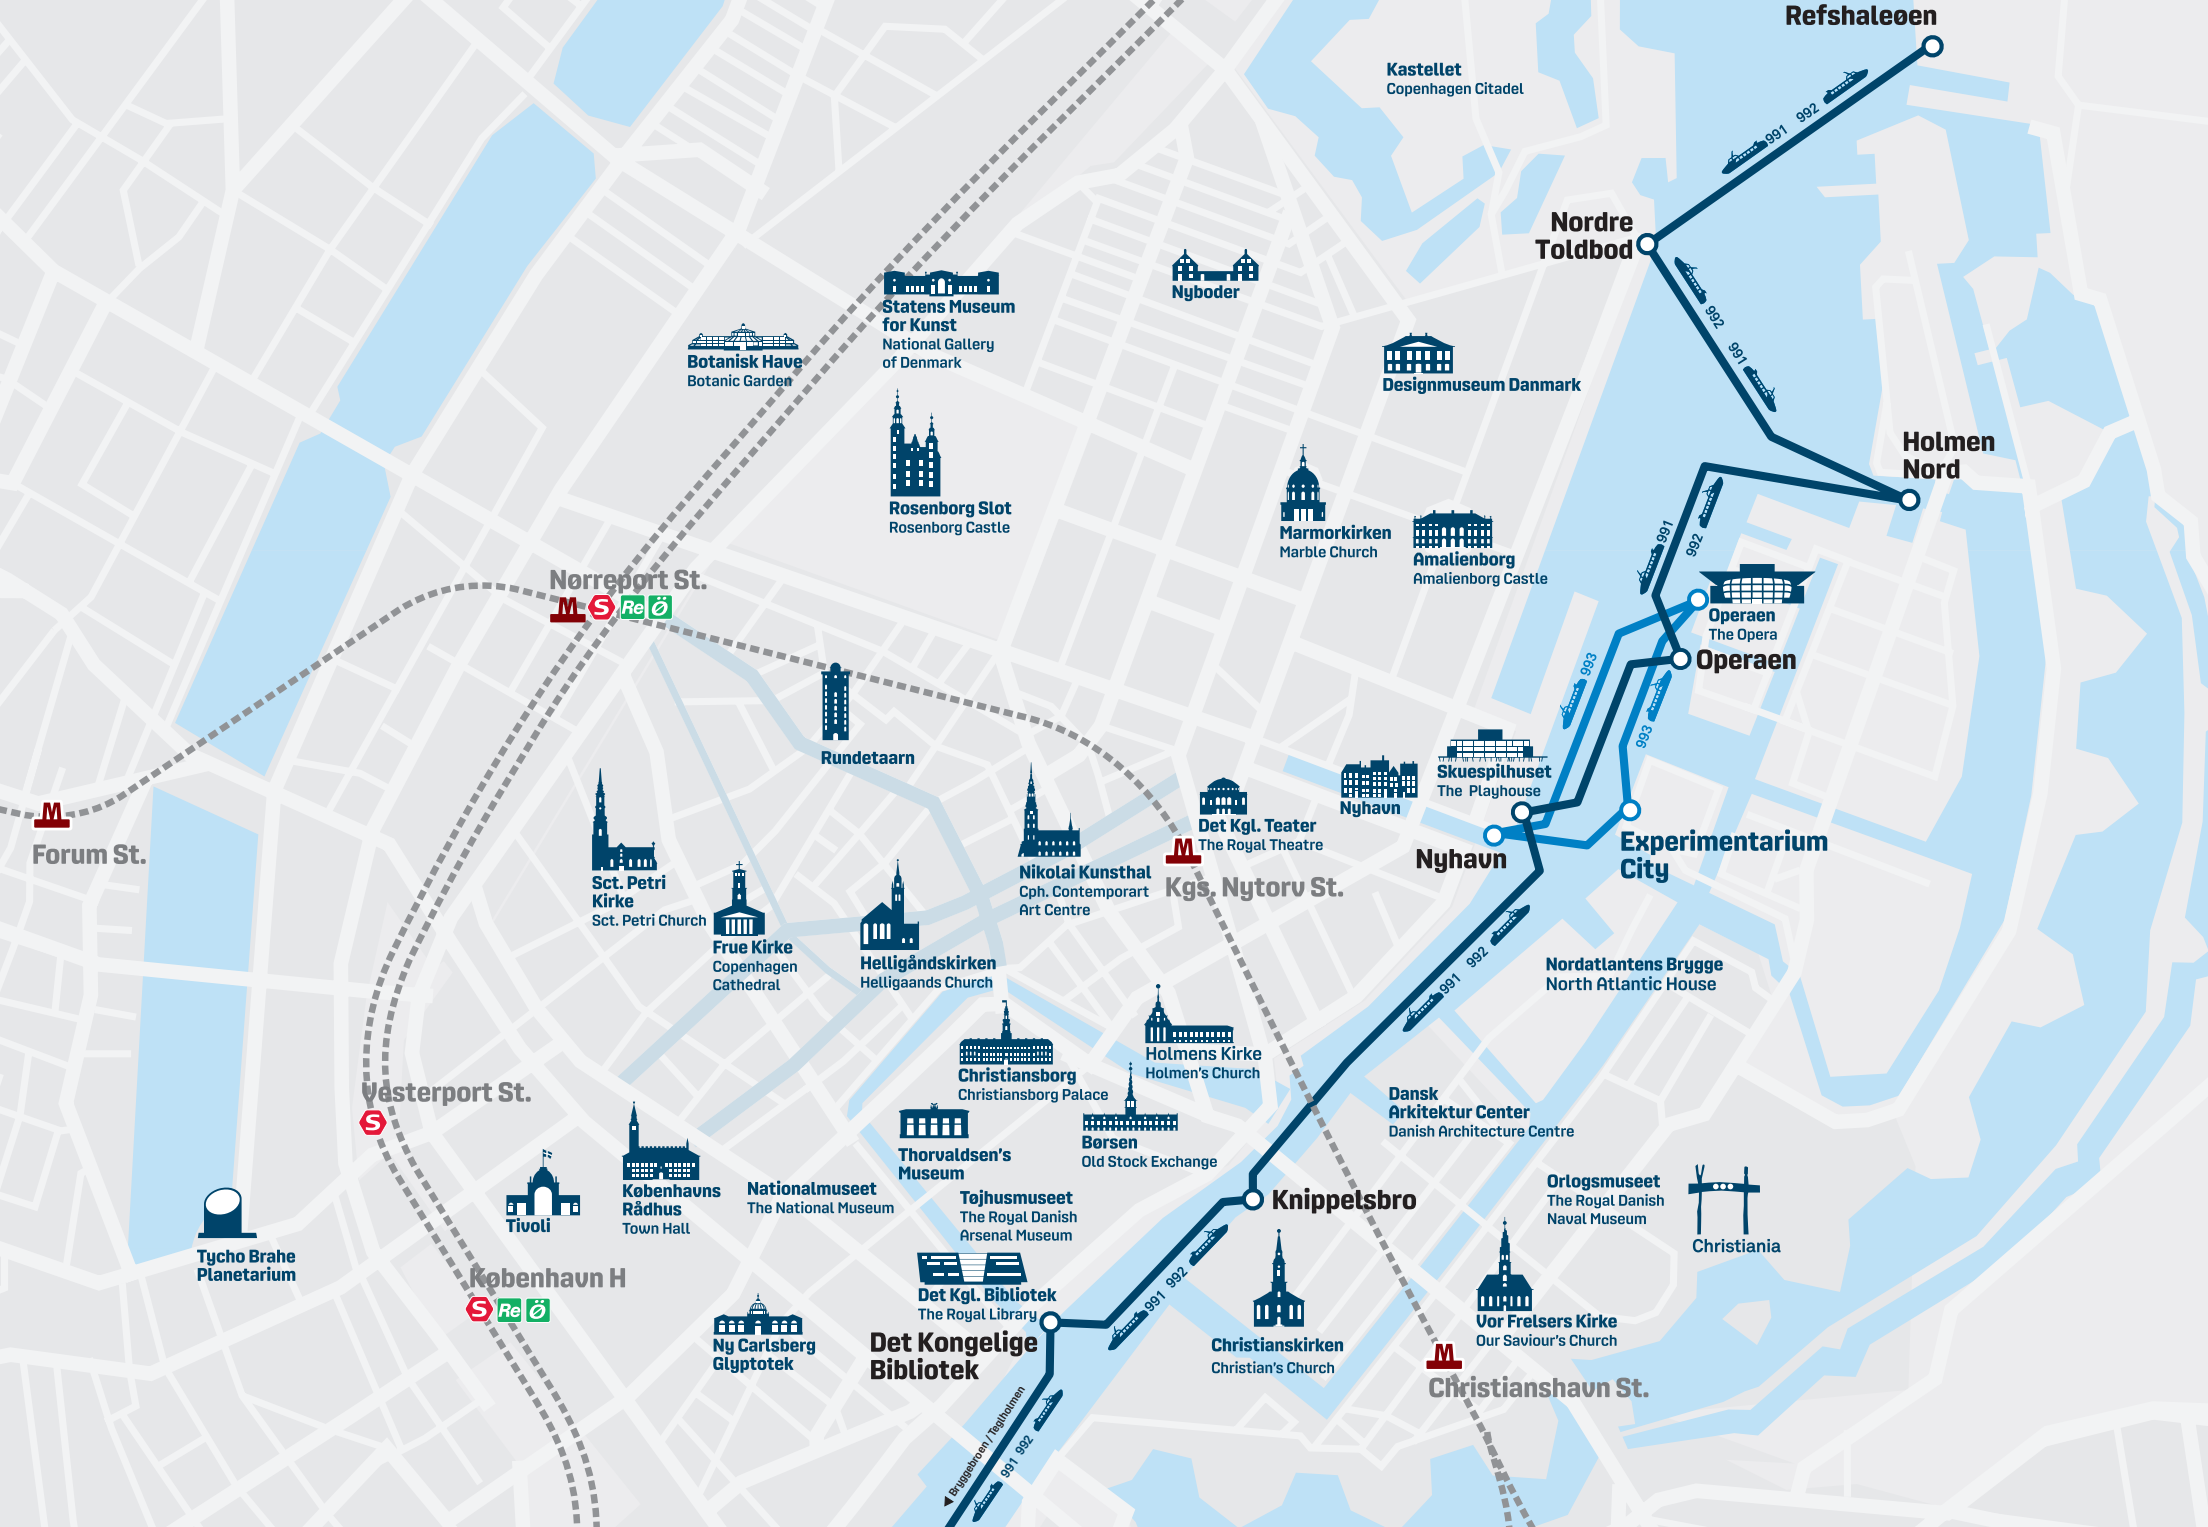 Refshaleøen
Kastellet
Copenhagen Citadel
991
992
Nordre
Toldbod
992
991
Nyboder
Statens Museum
for Kunst
National Gallery
of Denmark
Botanisk Have
Botanic Garden
Designmuseum Danmark
Holmen
Nord
Rosenborg Slot
Rosenborg Castle
Marmorkirken
Marble Church
Amalienborg
Amalienborg Castle
991
992
Nørreport St.
M
S
Re
Ø
Operaen
The Opera
Operaen
993
993
Rundetaarn
Skuespilhuset
The Playhouse
Nyhavn
Det Kgl. Teater
The Royal Theatre
M
Forum St.
M
Kgs. Nytorv St.
Nyhavn
Experimentarium
City
Sct. Petri
Kirke
Sct. Petri Church
Nikolai Kunsthal
Cph. Contemporart
Art Centre
Frue Kirke
Copenhagen
Cathedral
Helligåndskirken
Helligaands Church
992
991
Nordatlantens Brygge
North Atlantic House
Holmens Kirke
Holmen's Church
Christiansborg
Christiansborg Palace
Vesterport St.
S
Dansk
Arkitektur Center
Danish Architecture Centre
Børsen
Old Stock Exchange
Thorvaldsen's
Museum
Københavns
Rådhus
Town Hall
Nationalmuseet
The National Museum
Tøjhusmuseet
The Royal Danish
Arsenal Museum
Knippelsbro
Orlogsmuseet
The Royal Danish
Naval Museum
Christiania
Tivoli
Tycho Brahe
Planetarium
København H
S
Re
Ø
Det Kgl. Bibliotek
The Royal Library
992
991
Ny Carlsberg
Glyptotek
Det Kongelige
Bibliotek
Christianskirken
Christian's Church
Vor Frelsers Kirke
Our Saviour's Church
M
Christianshavn St.
Bryggebroen / Teglholmen
991
992